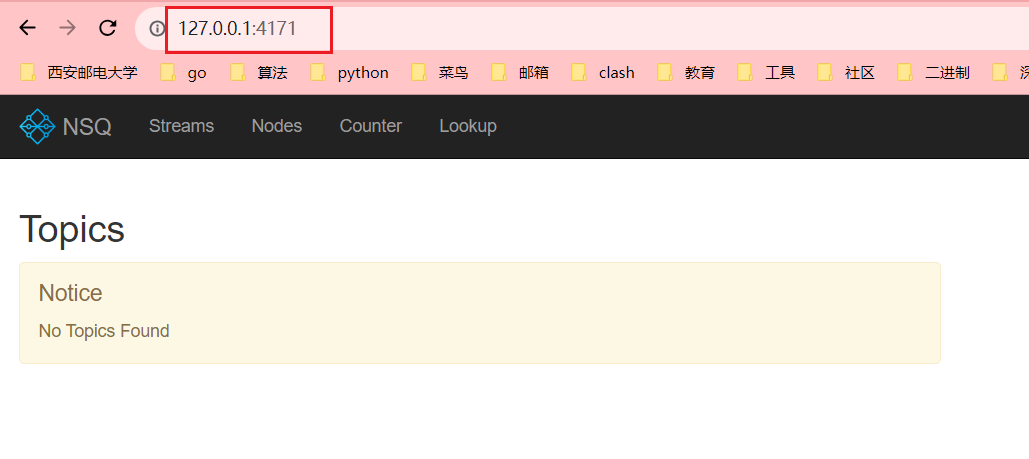 127.0.0.1:4171
西安邮电大学 go 算法 python 菜鸟 邮箱 clash 教育 工具 社区 二进制
NSQ Streams Nodes Counter Lookup
Topics
Notice
No Topics Found